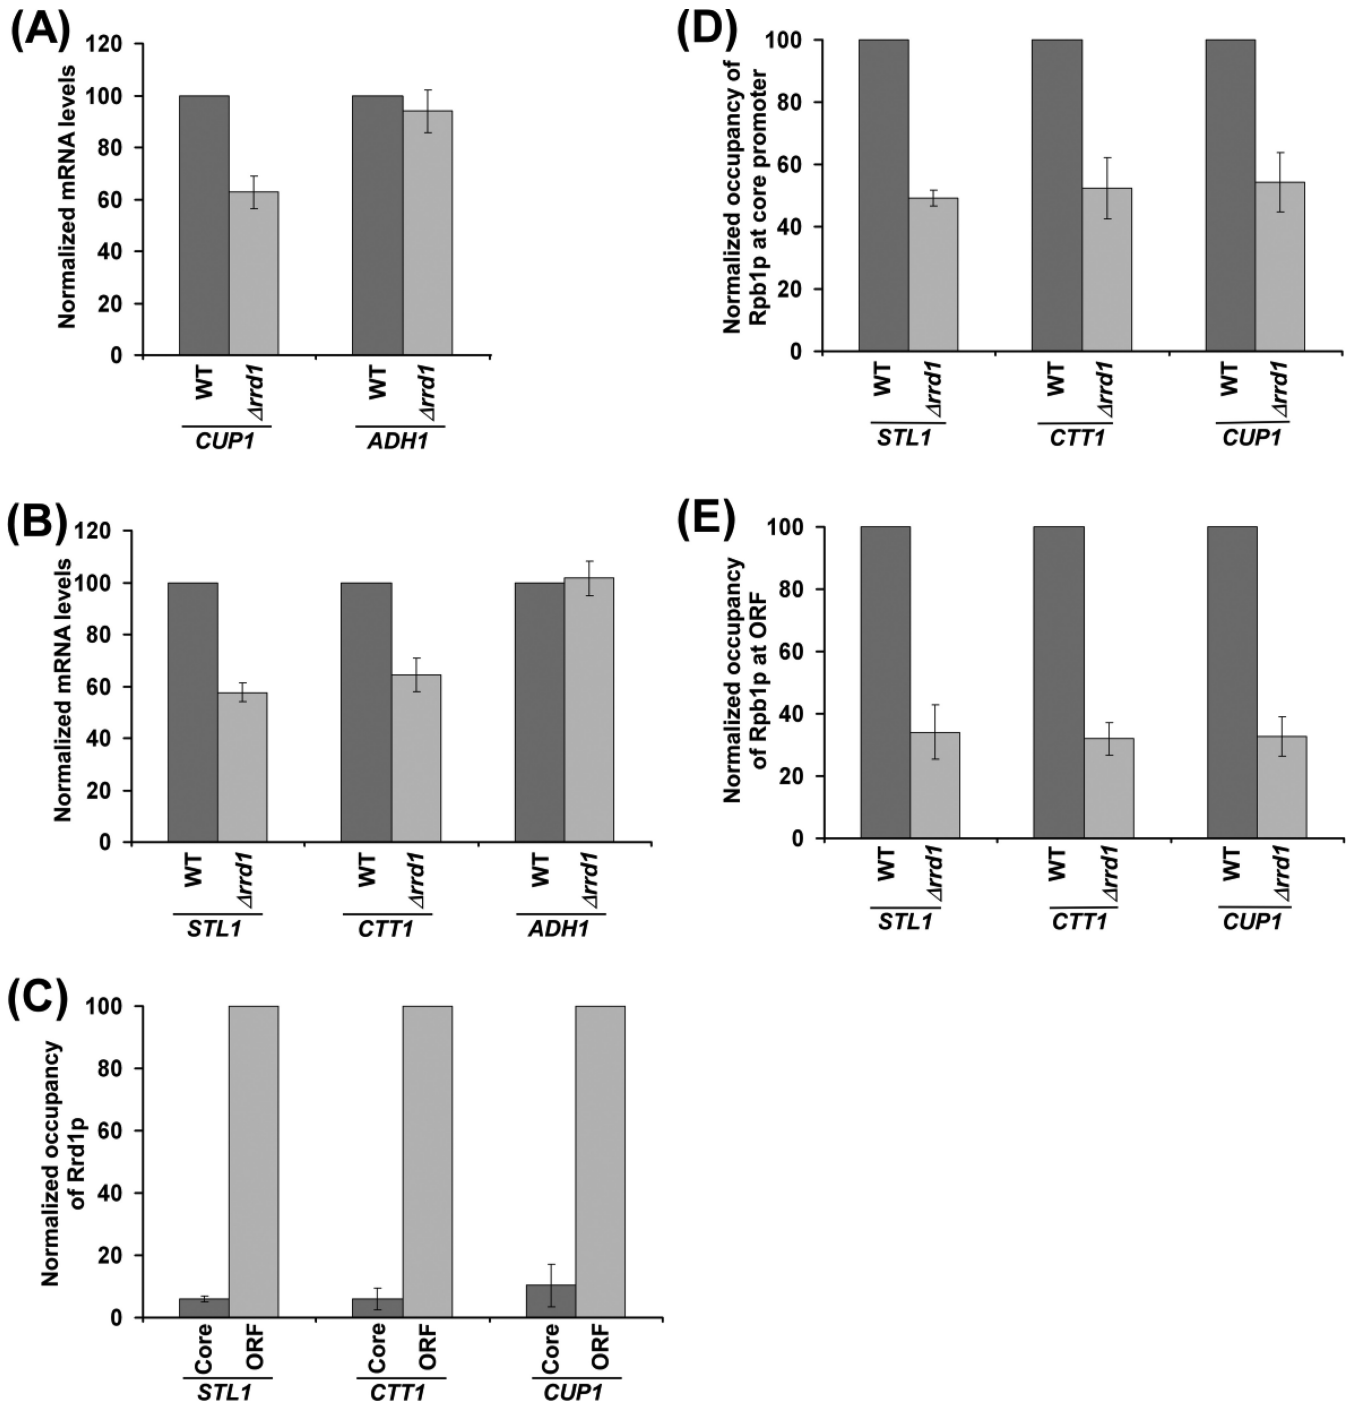 (A)
Normalized mRNA levels
120
100
80
60
40
20
0
WT
Δrrd1
WT
Δrrd1
CUP1
ADH1
(B)
Normalized mRNA levels
120
100
80
60
40
20
0
WT
Δrrd1
WT
Δrrd1
WT
Δrrd1
STL1
CTT1
ADH1
(C)
Normalized occupancy
of Rrd1p
100
80
60
40
20
0
Core
ORF
Core
ORF
Core
ORF
STL1
CTT1
CUP1
(D)
Normalized occupancy of
Rpb1p at core promoter
100
80
60
40
20
0
WT
Δrrd1
WT
Δrrd1
WT
Δrrd1
STL1
CTT1
CUP1
(E)
Normalized occupancy
of Rpb1p at ORF
100
80
60
40
20
0
WT
Δrrd1
WT
Δrrd1
WT
Δrrd1
STL1
CTT1
CUP1